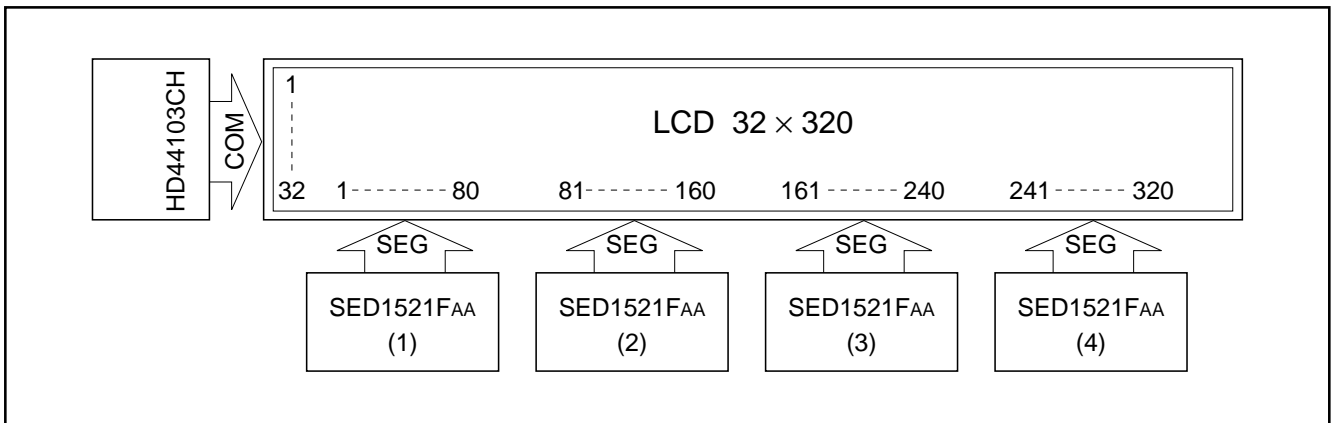 HD44103CH
COM
1
LCD 32 × 320
32 1 80 81 160 161 240 241 320
SEG SEG SEG SEG
SED1521FAA SED1521FAA SED1521FAA SED1521FAA
(1) (2) (3) (4)